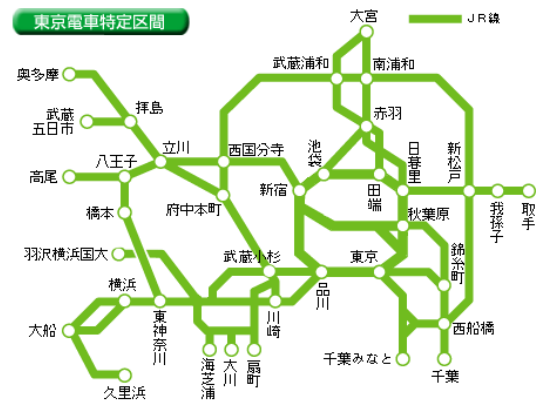 東京電車特定区間
JR線
大宮
武蔵浦和
南浦和
奥多摩
拝島
武蔵
五日市
赤羽
立川
西国分寺
池袋
日暮里
新松戸
八王子
高尾
新宿
田端
我孫子
取手
府中本町
橋本
秋葉原
羽沢横浜国大
武蔵小杉
東京
錦糸町
横浜
品川
大船
東神奈川
川崎
西船橋
海芝浦
大川
扇町
千葉みなと
千葉
久里浜